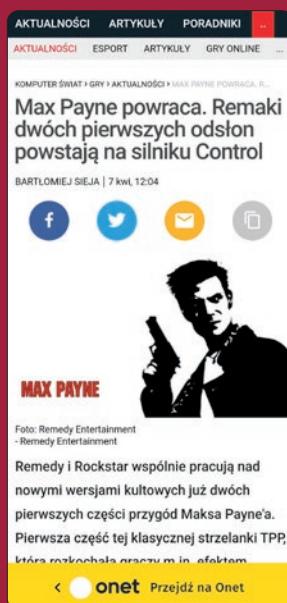 AKTUALNOŚCI ARTYKUŁY PORADNIKI ..
AKTUALNOŚCI ESPORT ARTYKUŁY GRY ONLINE ...
KOMPUTER ŚWIAT > GRY > AKTUALNOŚCI > MAX PAYNE POWRACA. R...
Max Payne powraca. Remaki
dwóch pierwszych odsłon
powstają na silniku Control
BARTŁOMIEJ SIEJA | 7 kwi, 12:04
MAX PAYNE
Foto: Remedy Entertainment
- Remedy Entertainment
Remedy i Rockstar wspólnie pracują nad
nowymi wersjami kultowych już dwóch
pierwszych części przygód Maksa Payne'a.
Pierwsza część tej klasycznej strzelanki TPP,
która rozkochała graczy m.in. efektem
< onet Przejdź na Onet